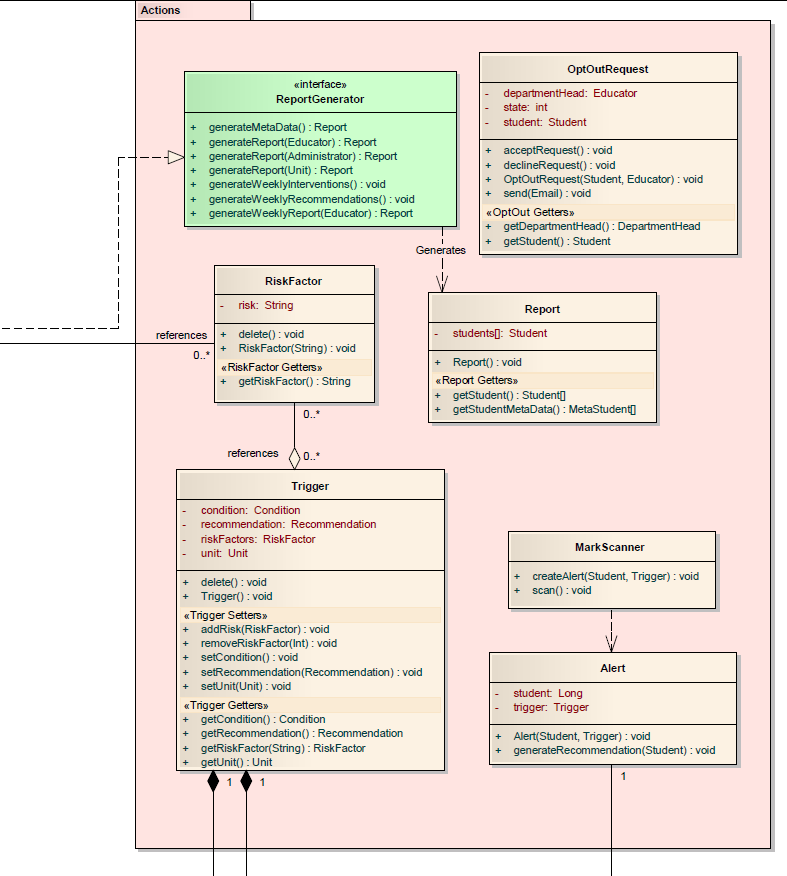 Actions
«interface»
ReportGenerator
+ generateMetaData() : Report
+ generateReport(Educator) : Report
+ generateReport(Administrator) : Report
+ generateReport(Unit) : Report
+ generateWeeklyInterventions() : void
+ generateWeeklyRecommendations() : void
+ generateWeeklyReport(Educator) : Report
OptOutRequest
- departmentHead: Educator
- state: int
- student: Student
+ acceptRequest() : void
+ declineRequest() : void
+ OptOutRequest(Student, Educator) : void
+ send(Email) : void
«OptOut Getters»
+ getDepartmentHead() : DepartmentHead
+ getStudent() : Student
Generates
RiskFactor
- risk: String
+ delete() : void
+ RiskFactor(String) : void
«RiskFactor Getters»
+ getRiskFactor() : String
references
0..*
Report
- students[]: Student
+ Report() : void
«Report Getters»
+ getStudent() : Student[]
+ getStudentMetaData() : MetaStudent[]
0..*
references
0..*
Trigger
- condition: Condition
- recommendation: Recommendation
- riskFactors: RiskFactor
- unit: Unit
+ delete() : void
+ Trigger() : void
«Trigger Setters»
+ addRisk(RiskFactor) : void
+ removeRiskFactor(Int) : void
+ setCondition() : void
+ setRecommendation(Recommendation) : void
+ setUnit(Unit) : void
«Trigger Getters»
+ getCondition() : Condition
+ getRecommendation() : Recommendation
+ getRiskFactor(String) : RiskFactor
+ getUnit() : Unit
1
1
MarkScanner
+ createAlert(Student, Trigger) : void
+ scan() : void
Alert
- student: Long
- trigger: Trigger
+ Alert(Student, Trigger) : void
+ generateRecommendation(Student) : void
1